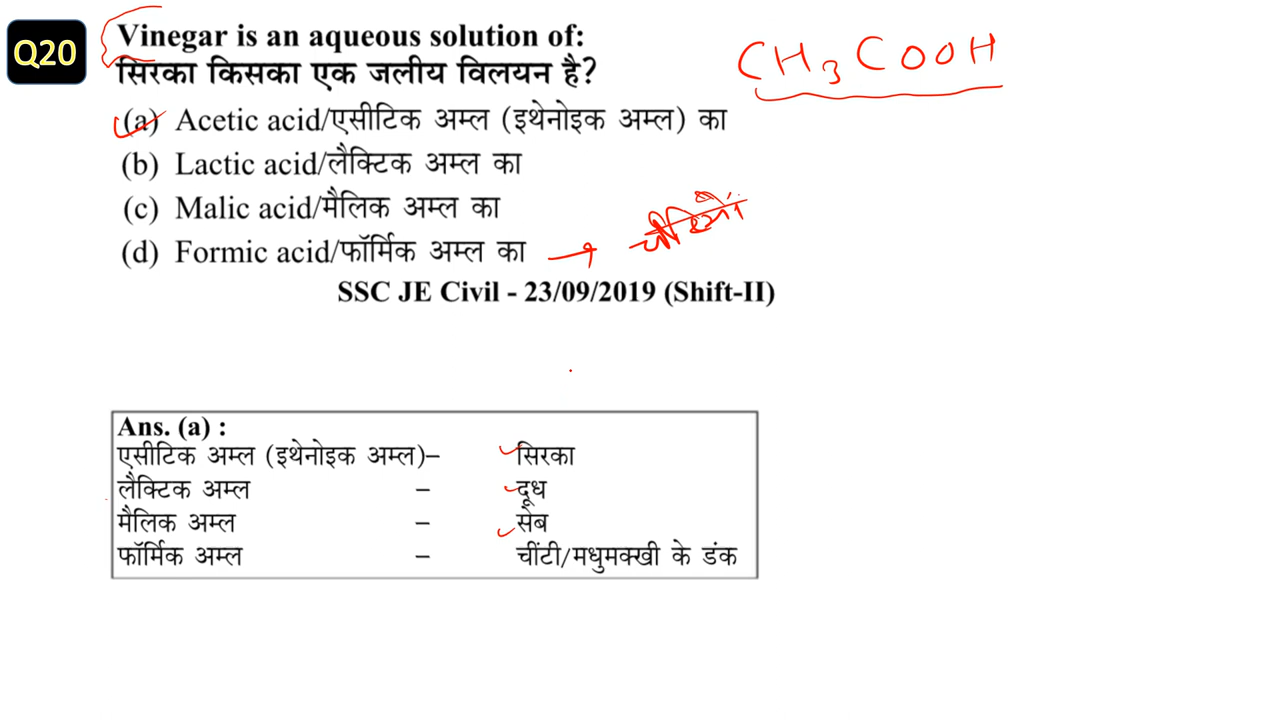 Q20
Vinegar is an aqueous solution of:
सिरका किसका एक जलीय विलयन है?
CH3COOH
(a) Acetic acid/एसीटिक अम्ल (इथेनोइक अम्ल) का
(b) Lactic acid/लैक्टिक अम्ल का
(c) Malic acid/मैलिक अम्ल का
(d) Formic acid/फॉर्मिक अम्ल का →
SSC JE Civil - 23/09/2019 (Shift-II)
Ans. (a) :
एसीटिक अम्ल (इथेनोइक अम्ल)– सिरका
लैक्टिक अम्ल – दूध
मैलिक अम्ल – सेब
फॉर्मिक अम्ल – चींटी/मधुमक्खी के डंक